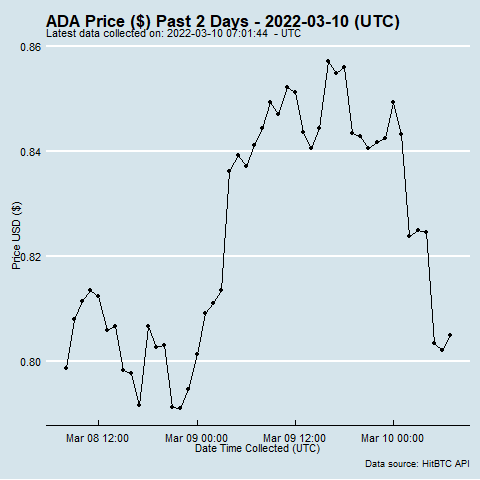 ADA Price ($) Past 2 Days - 2022-03-10 (UTC)
Latest data collected on: 2022-03-10 07:01:44 - UTC
0.86
0.84
0.82
0.80
Price USD ($)
Mar 08 12:00 Mar 09 00:00 Mar 09 12:00 Mar 10 00:00
Date Time Collected (UTC)
Data source: HitBTC API